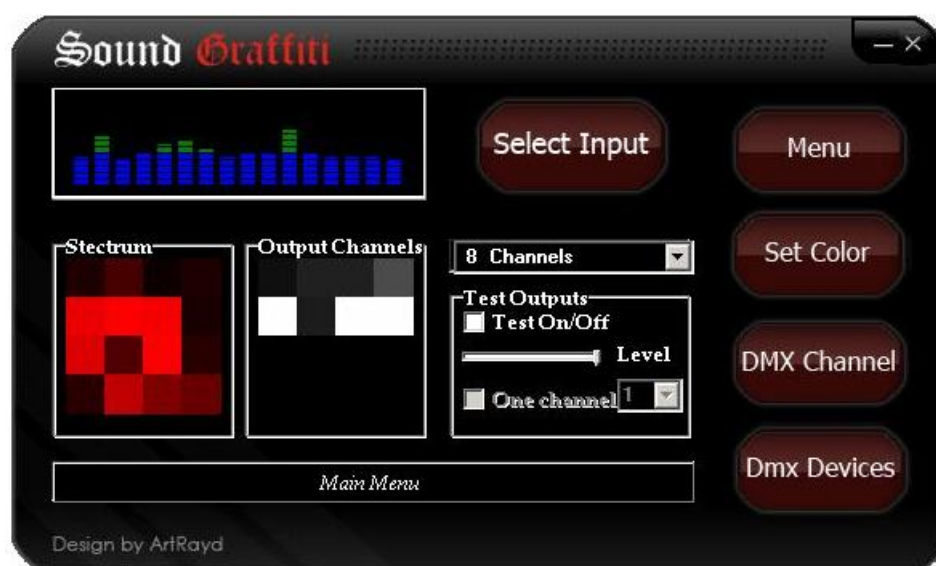 Sound Graffiti
Select Input
Menu
Set Color
DMX Channel
Dmx Devices
Stectrum
Output Channels
8 Channels
Test Outputs
Test On/Off
Level
One channel 1
Main Menu
Design by ArtRayd